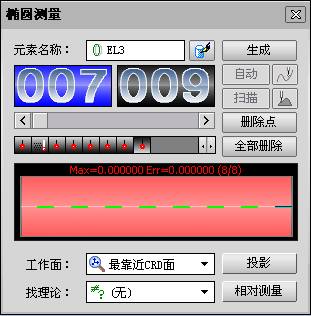 椭圆测量
元素名称： EL3 生成
007 009 自动
扫描
删除点
全部删除
Max=0.000000 Err=0.000000 (8/8)
工作面： 最靠近CRD面 投影
找理论： (无) 相对测量